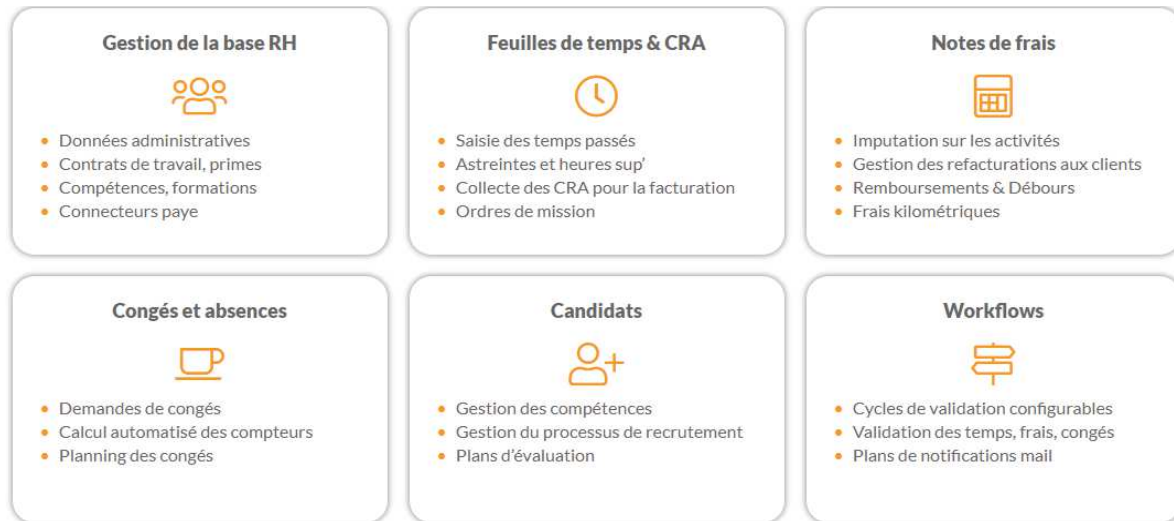 Gestion de la base RH
Données administratives
Contrats de travail, primes
Compétences, formations
Connecteurs paye
Feuilles de temps & CRA
Saisie des temps passés
Astreintes et heures sup’
Collecte des CRA pour la facturation
Ordres de mission
Notes de frais
Imputation sur les activités
Gestion des refacturations aux clients
Remboursements & Débours
Frais kilométriques
Congés et absences
Demandes de congés
Calcul automatisé des compteurs
Planning des congés
Candidats
Gestion des compétences
Gestion du processus de recrutement
Plans d’évaluation
Workflows
Cycles de validation configurables
Validation des temps, frais, congés
Plans de notifications mail